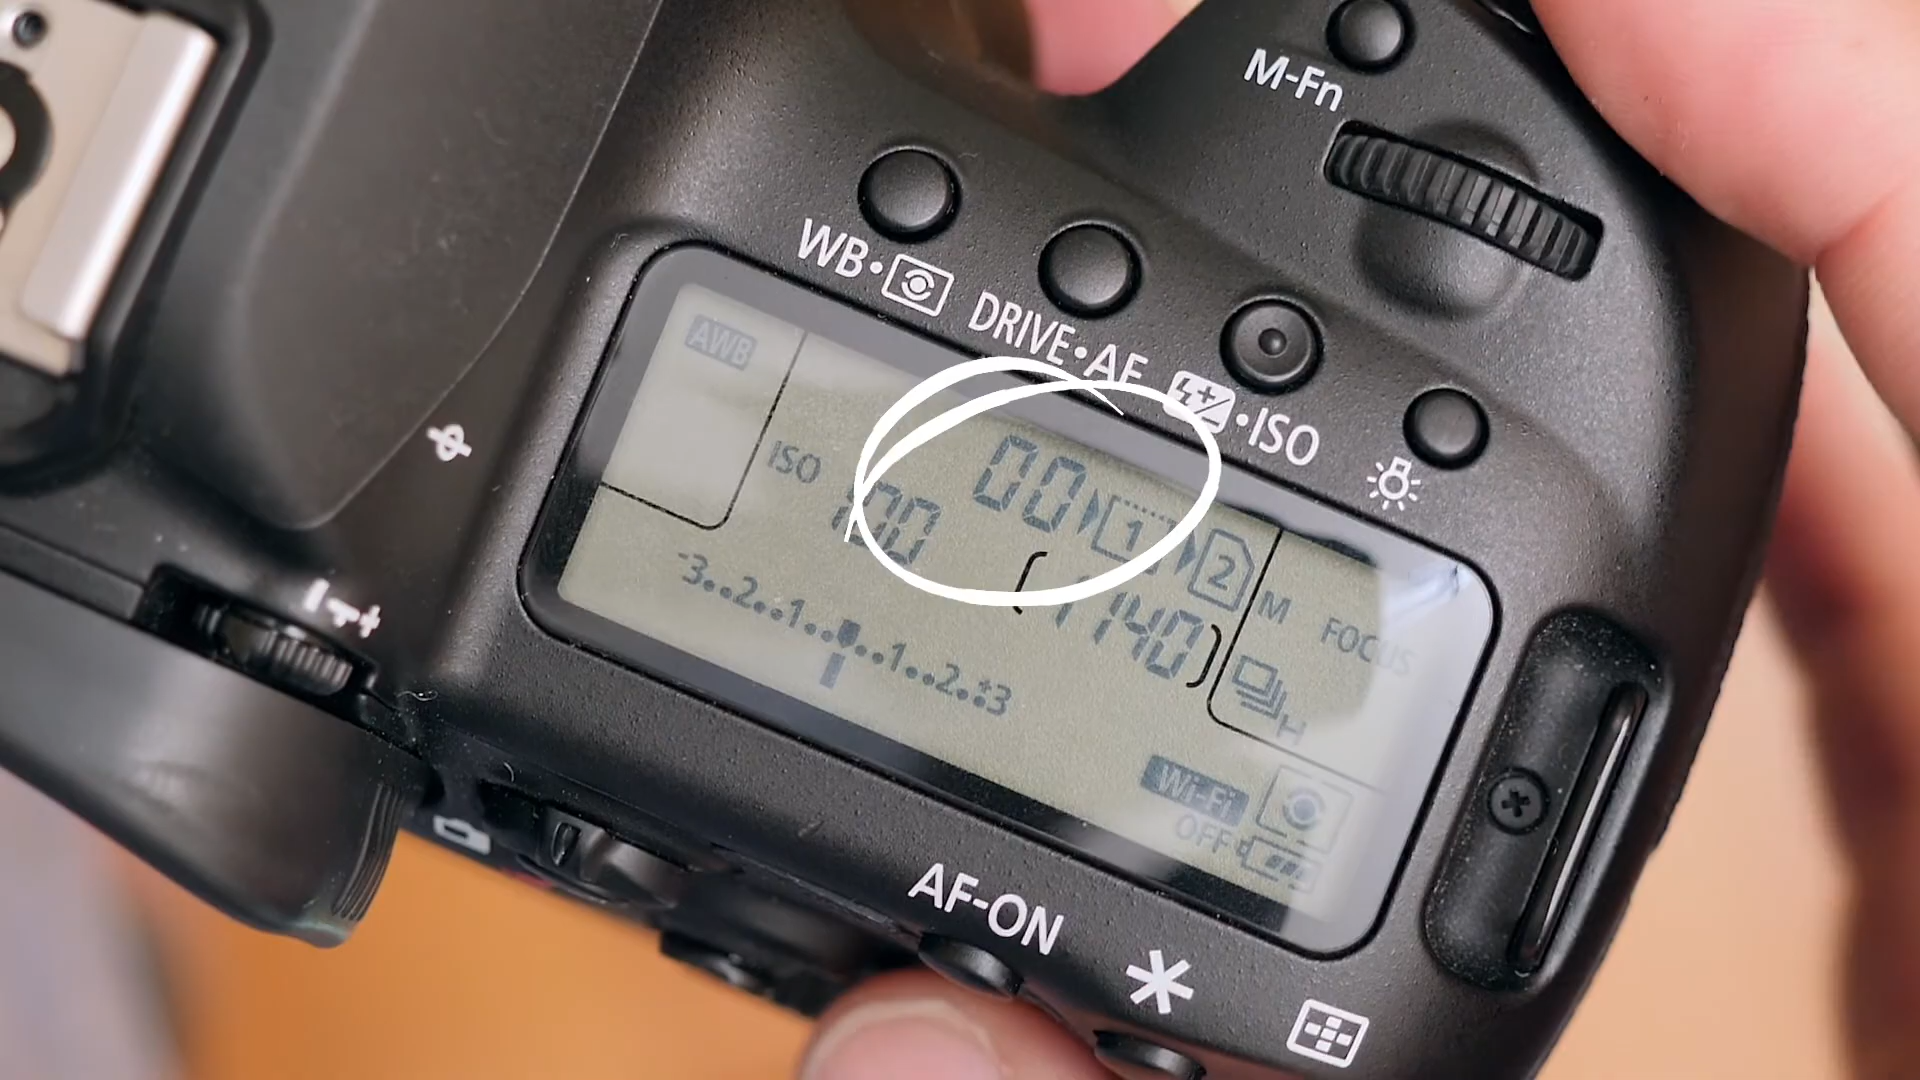 M-Fn
WB
DRIVE•AF
•ISO
AWB
ISO
00
1
2
100
[1140]
M FOCUS
-3..2..1..▼..1..2..+3
H
Wi-Fi
OFF
AF-ON